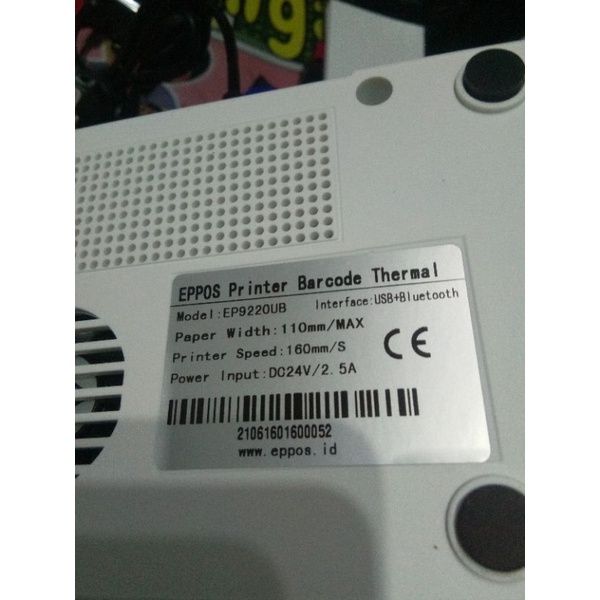 EPPOS Printer Barcode Thermal
Model:EP9220UB Interface:USB+Bluetooth
Paper Width:110mm/MAX
Printer Speed:160mm/S
Power Input:DC24V/2.5A
CE
21061601600052
www.eppos.id